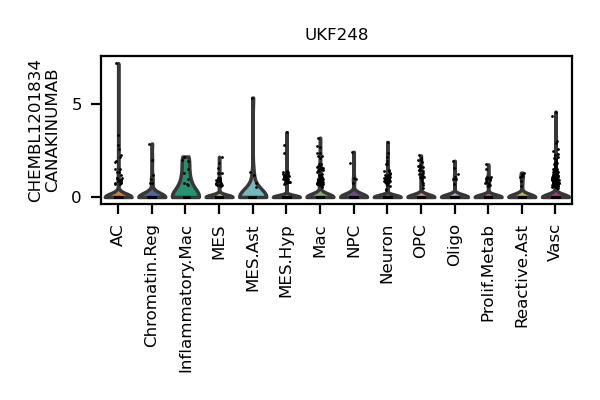 UKF248
CHEMBL1201834
CANAKINUMAB
5
0
AC
Chromatin.Reg
Inflammatory.Mac
MES
MES.Ast
MES.Hyp
Mac
NPC
Neuron
OPC
Oligo
Prolif.Metab
Reactive.Ast
Vasc